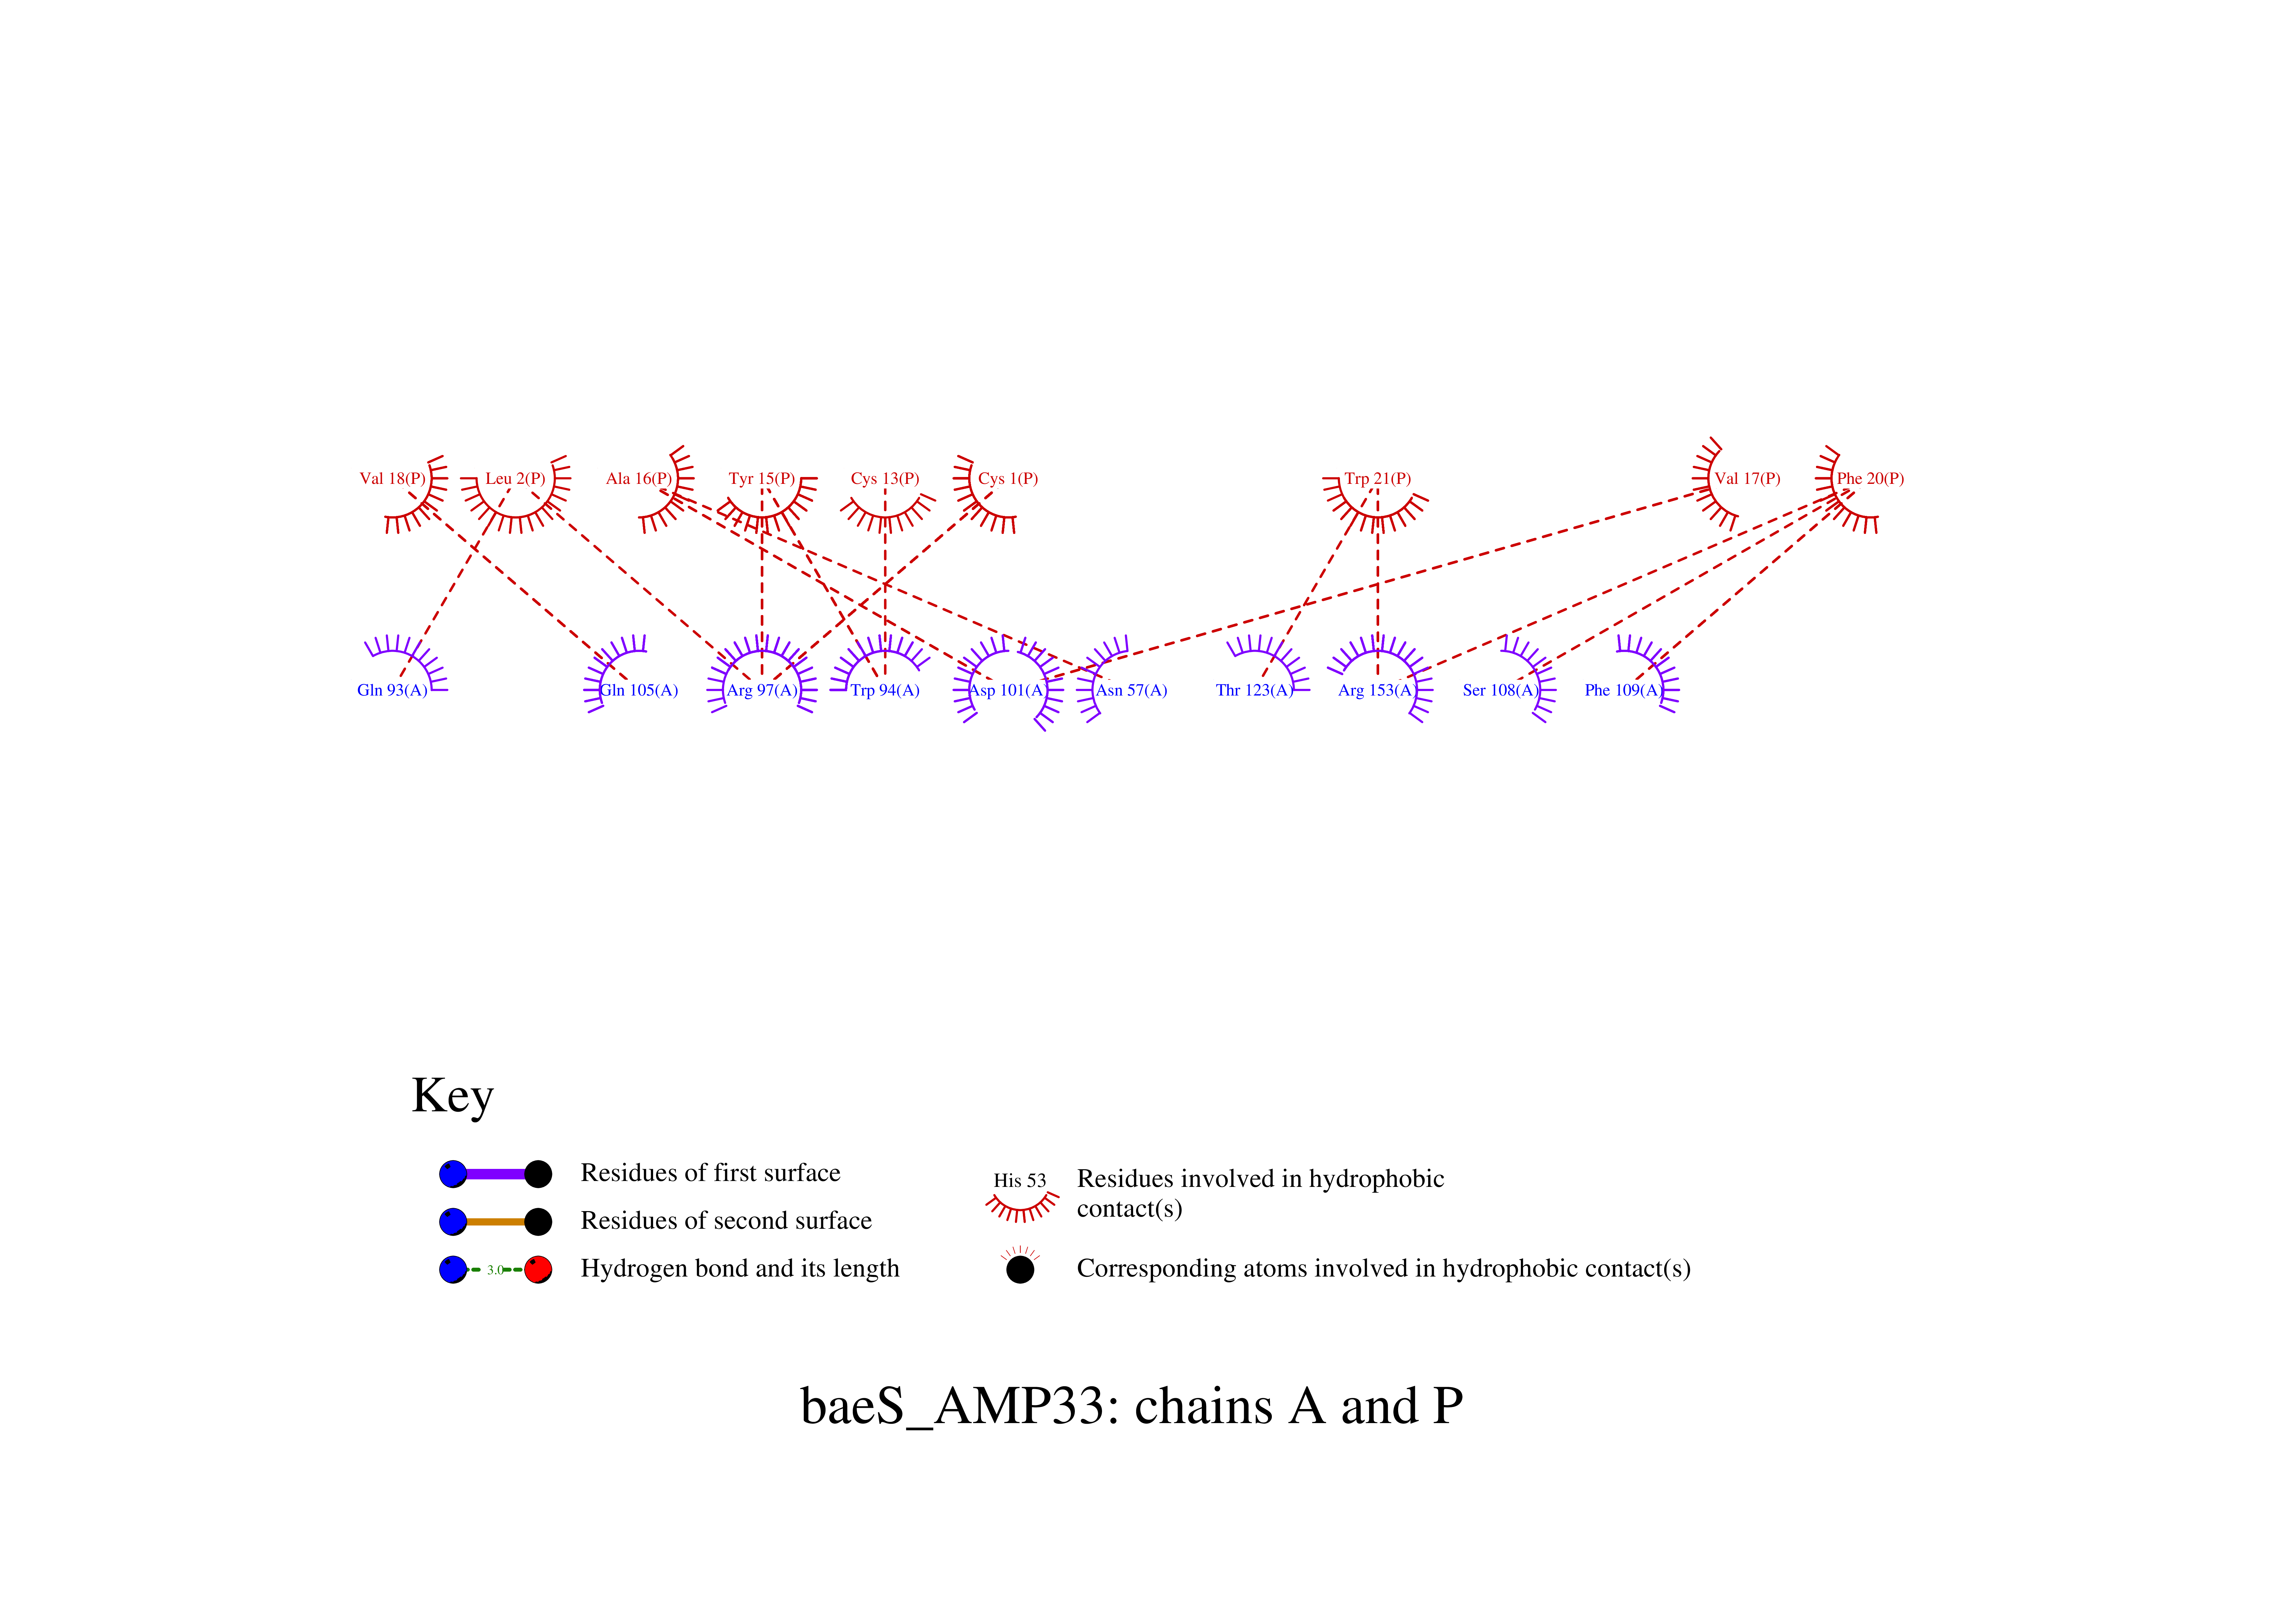 Val 18(P) Leu 2(P) Ala 16(P) Tyr 15(P) Cys 13(P) Cys 1(P) Trp 21(P) Val 17(P) Phe 20(P)
Gln 93(A) Gln 105(A) Arg 97(A) Trp 94(A) Asp 101(A) Asn 57(A) Thr 123(A) Arg 153(A) Ser 108(A) Phe 109(A)
Key
Residues of first surface
Residues of second surface
3.0 Hydrogen bond and its length
His 53 Residues involved in hydrophobic
contact(s)
Corresponding atoms involved in hydrophobic contact(s)
baeS_AMP33: chains A and P